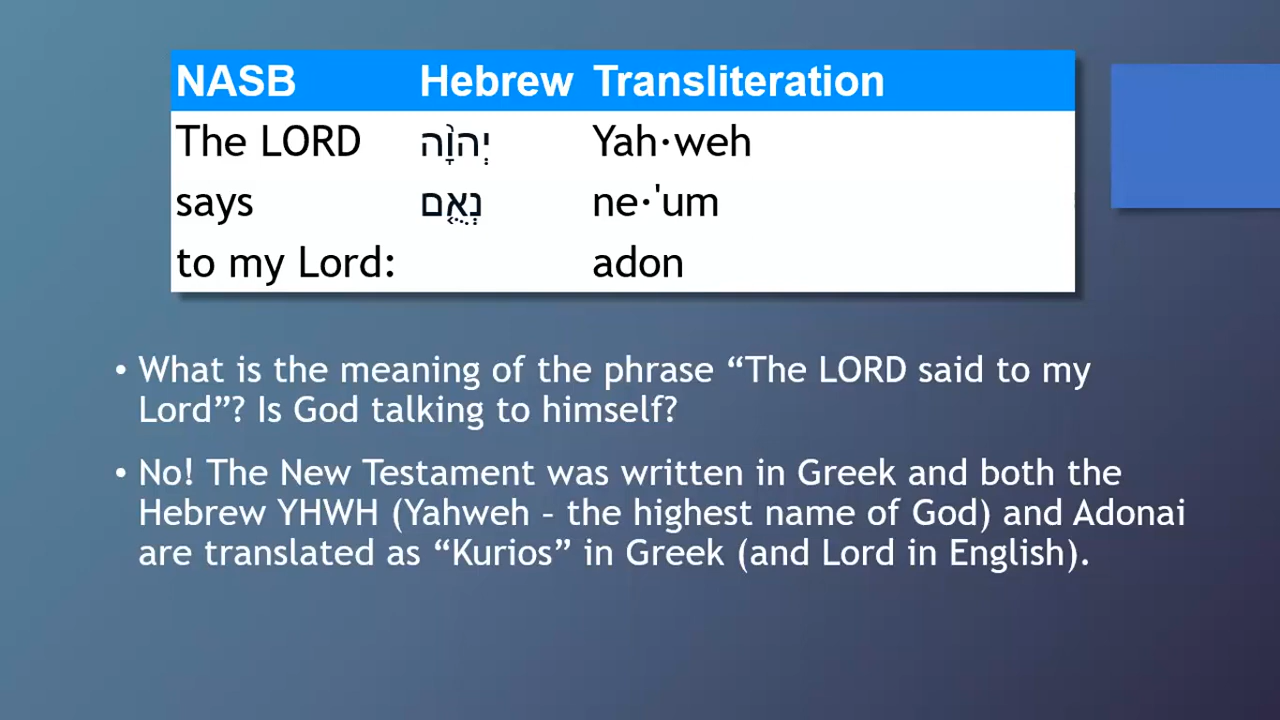 NASB Hebrew Transliteration
The LORD יְהוָ֨ה Yah·weh
says נְאֻ֤ם ne·'um
to my Lord: adon
• What is the meaning of the phrase “The LORD said to my
Lord”? Is God talking to himself?
• No! The New Testament was written in Greek and both the
Hebrew YHWH (Yahweh – the highest name of God) and Adonai
are translated as “Kurios” in Greek (and Lord in English).